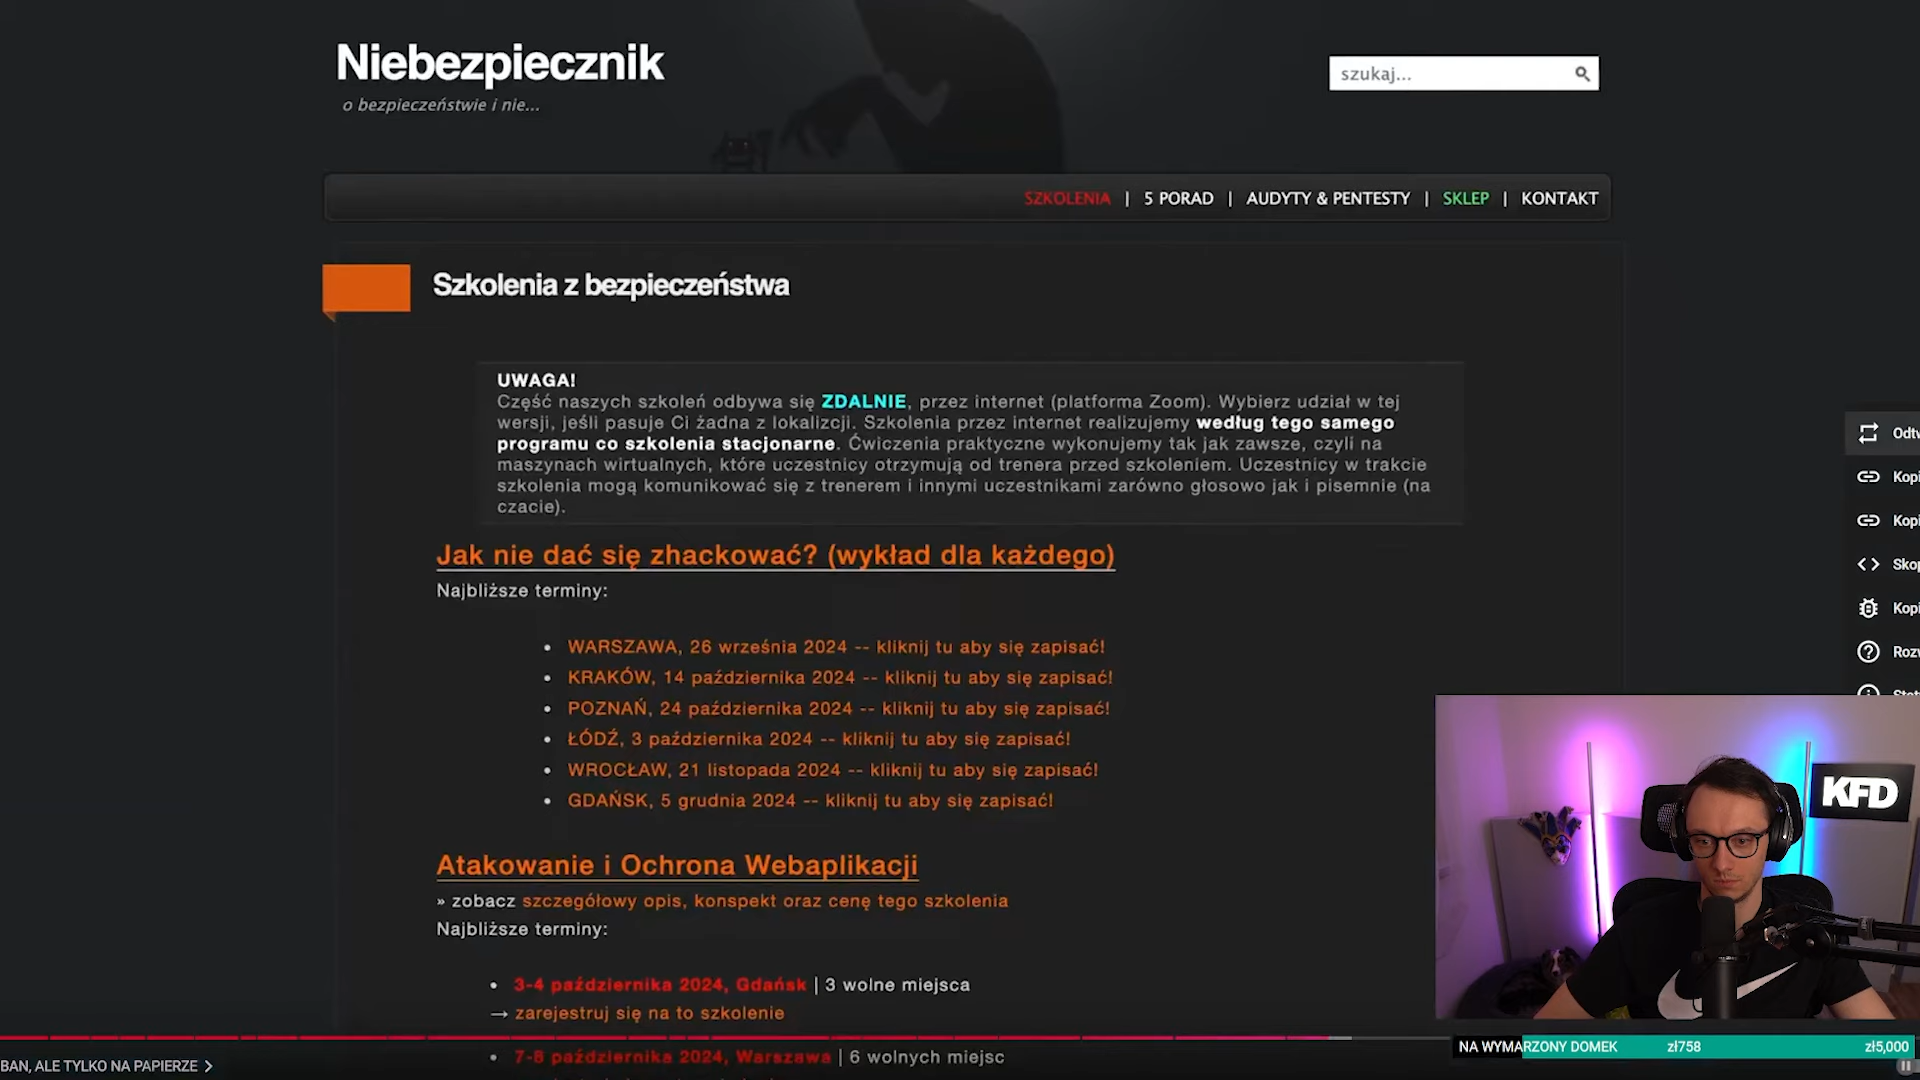 Niebezpiecznik
o bezpieczeństwie i nie...
szukaj...
SZKOLENIA | 5 PORAD | AUDYTY & PENTESTY | SKLEP | KONTAKT
Szkolenia z bezpieczeństwa
UWAGA!
Część naszych szkoleń odbywa się ZDALNIE, przez internet (platforma Zoom). Wybierz udział w tej
wersji, jeśli pasuje Ci żadna z lokalizcji. Szkolenia przez internet realizujemy według tego samego
programu co szkolenia stacjonarne. Ćwiczenia praktyczne wykonujemy tak jak zawsze, czyli na
maszynach wirtualnych, które uczestnicy otrzymują od trenera przed szkoleniem. Uczestnicy w trakcie
szkolenia mogą komunikować się z trenerem i innymi uczestnikami zarówno głosowo jak i pisemnie (na
czacie).
Jak nie dać się zhackować? (wykład dla każdego)
Najbliższe terminy:
• WARSZAWA, 26 września 2024 -- kliknij tu aby się zapisać!
• KRAKÓW, 14 października 2024 -- kliknij tu aby się zapisać!
• POZNAŃ, 24 października 2024 -- kliknij tu aby się zapisać!
• ŁÓDŹ, 3 października 2024 -- kliknij tu aby się zapisać!
• WROCŁAW, 21 listopada 2024 -- kliknij tu aby się zapisać!
• GDAŃSK, 5 grudnia 2024 -- kliknij tu aby się zapisać!
Atakowanie i Ochrona Webaplikacji
» zobacz szczegółowy opis, konspekt oraz cenę tego szkolenia
Najbliższe terminy:
• 3-4 października 2024, Gdańsk | 3 wolne miejsca
→ zarejestruj się na to szkolenie
• 7-8 października 2024, Warszawa | 6 wolnych miejsc
Odtw
Kopi
Kopi
Skop
Kopi
Rozw
KFD
NA WYMARZONY DOMEK zł758 zł5,000
BAN, ALE TYLKO NA PAPIERZE >